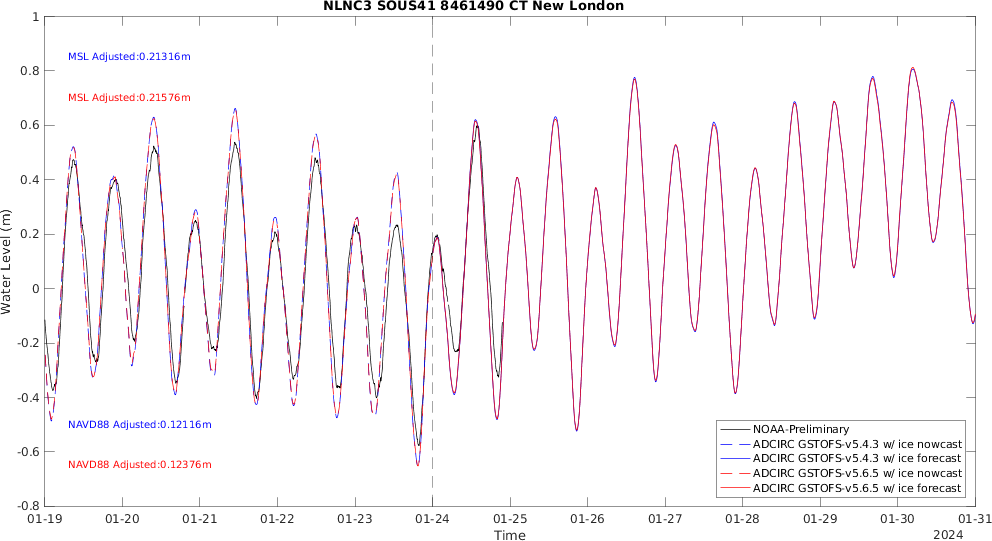 NLNC3 SOUS41 8461490 CT New London
MSL Adjusted:0.21316m
MSL Adjusted:0.21576m
NAVD88 Adjusted:0.12116m
NAVD88 Adjusted:0.12376m
Water Level (m)
1
0.8
0.6
0.4
0.2
0
-0.2
-0.4
-0.6
-0.8
NOAA-Preliminary
ADCIRC GSTOFS-v5.4.3 w/ ice nowcast
ADCIRC GSTOFS-v5.4.3 w/ ice forecast
ADCIRC GSTOFS-v5.6.5 w/ ice nowcast
ADCIRC GSTOFS-v5.6.5 w/ ice forecast
01-19 01-20 01-21 01-22 01-23 01-24 01-25 01-26 01-27 01-28 01-29 01-30 01-31
Time
2024